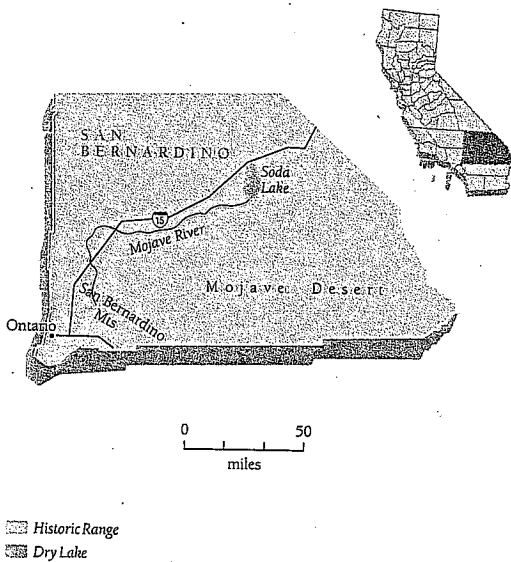 SAN
BERNARDINO
Soda
Lake
15
Mojave River
Mojave Desert
San Bernardino
Mts.
Ontario
0 50
miles
Historic Range
Dry Lake